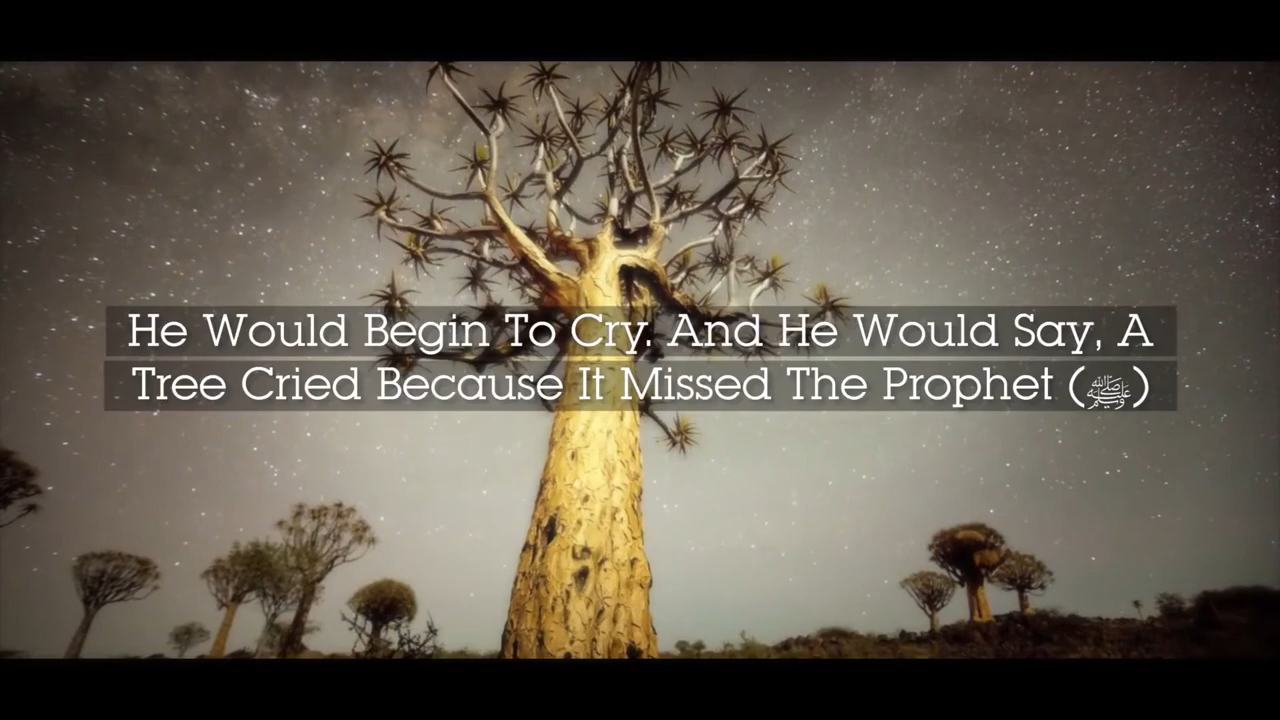 He Would Begin To Cry. And He Would Say, A
Tree Cried Because It Missed The Prophet (ﷺ)